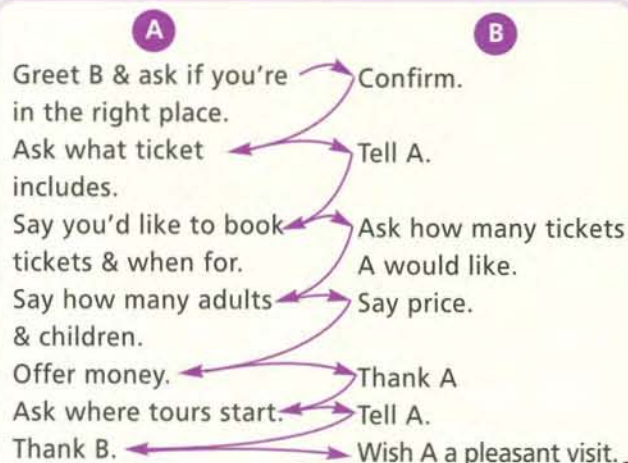 A
B
Greet B & ask if you're
in the right place.
Confirm.
Ask what ticket
includes.
Tell A.
Say you'd like to book
tickets & when for.
Ask how many tickets
A would like.
Say how many adults
& children.
Say price.
Offer money.
Thank A
Ask where tours start.
Tell A.
Thank B.
Wish A a pleasant visit.